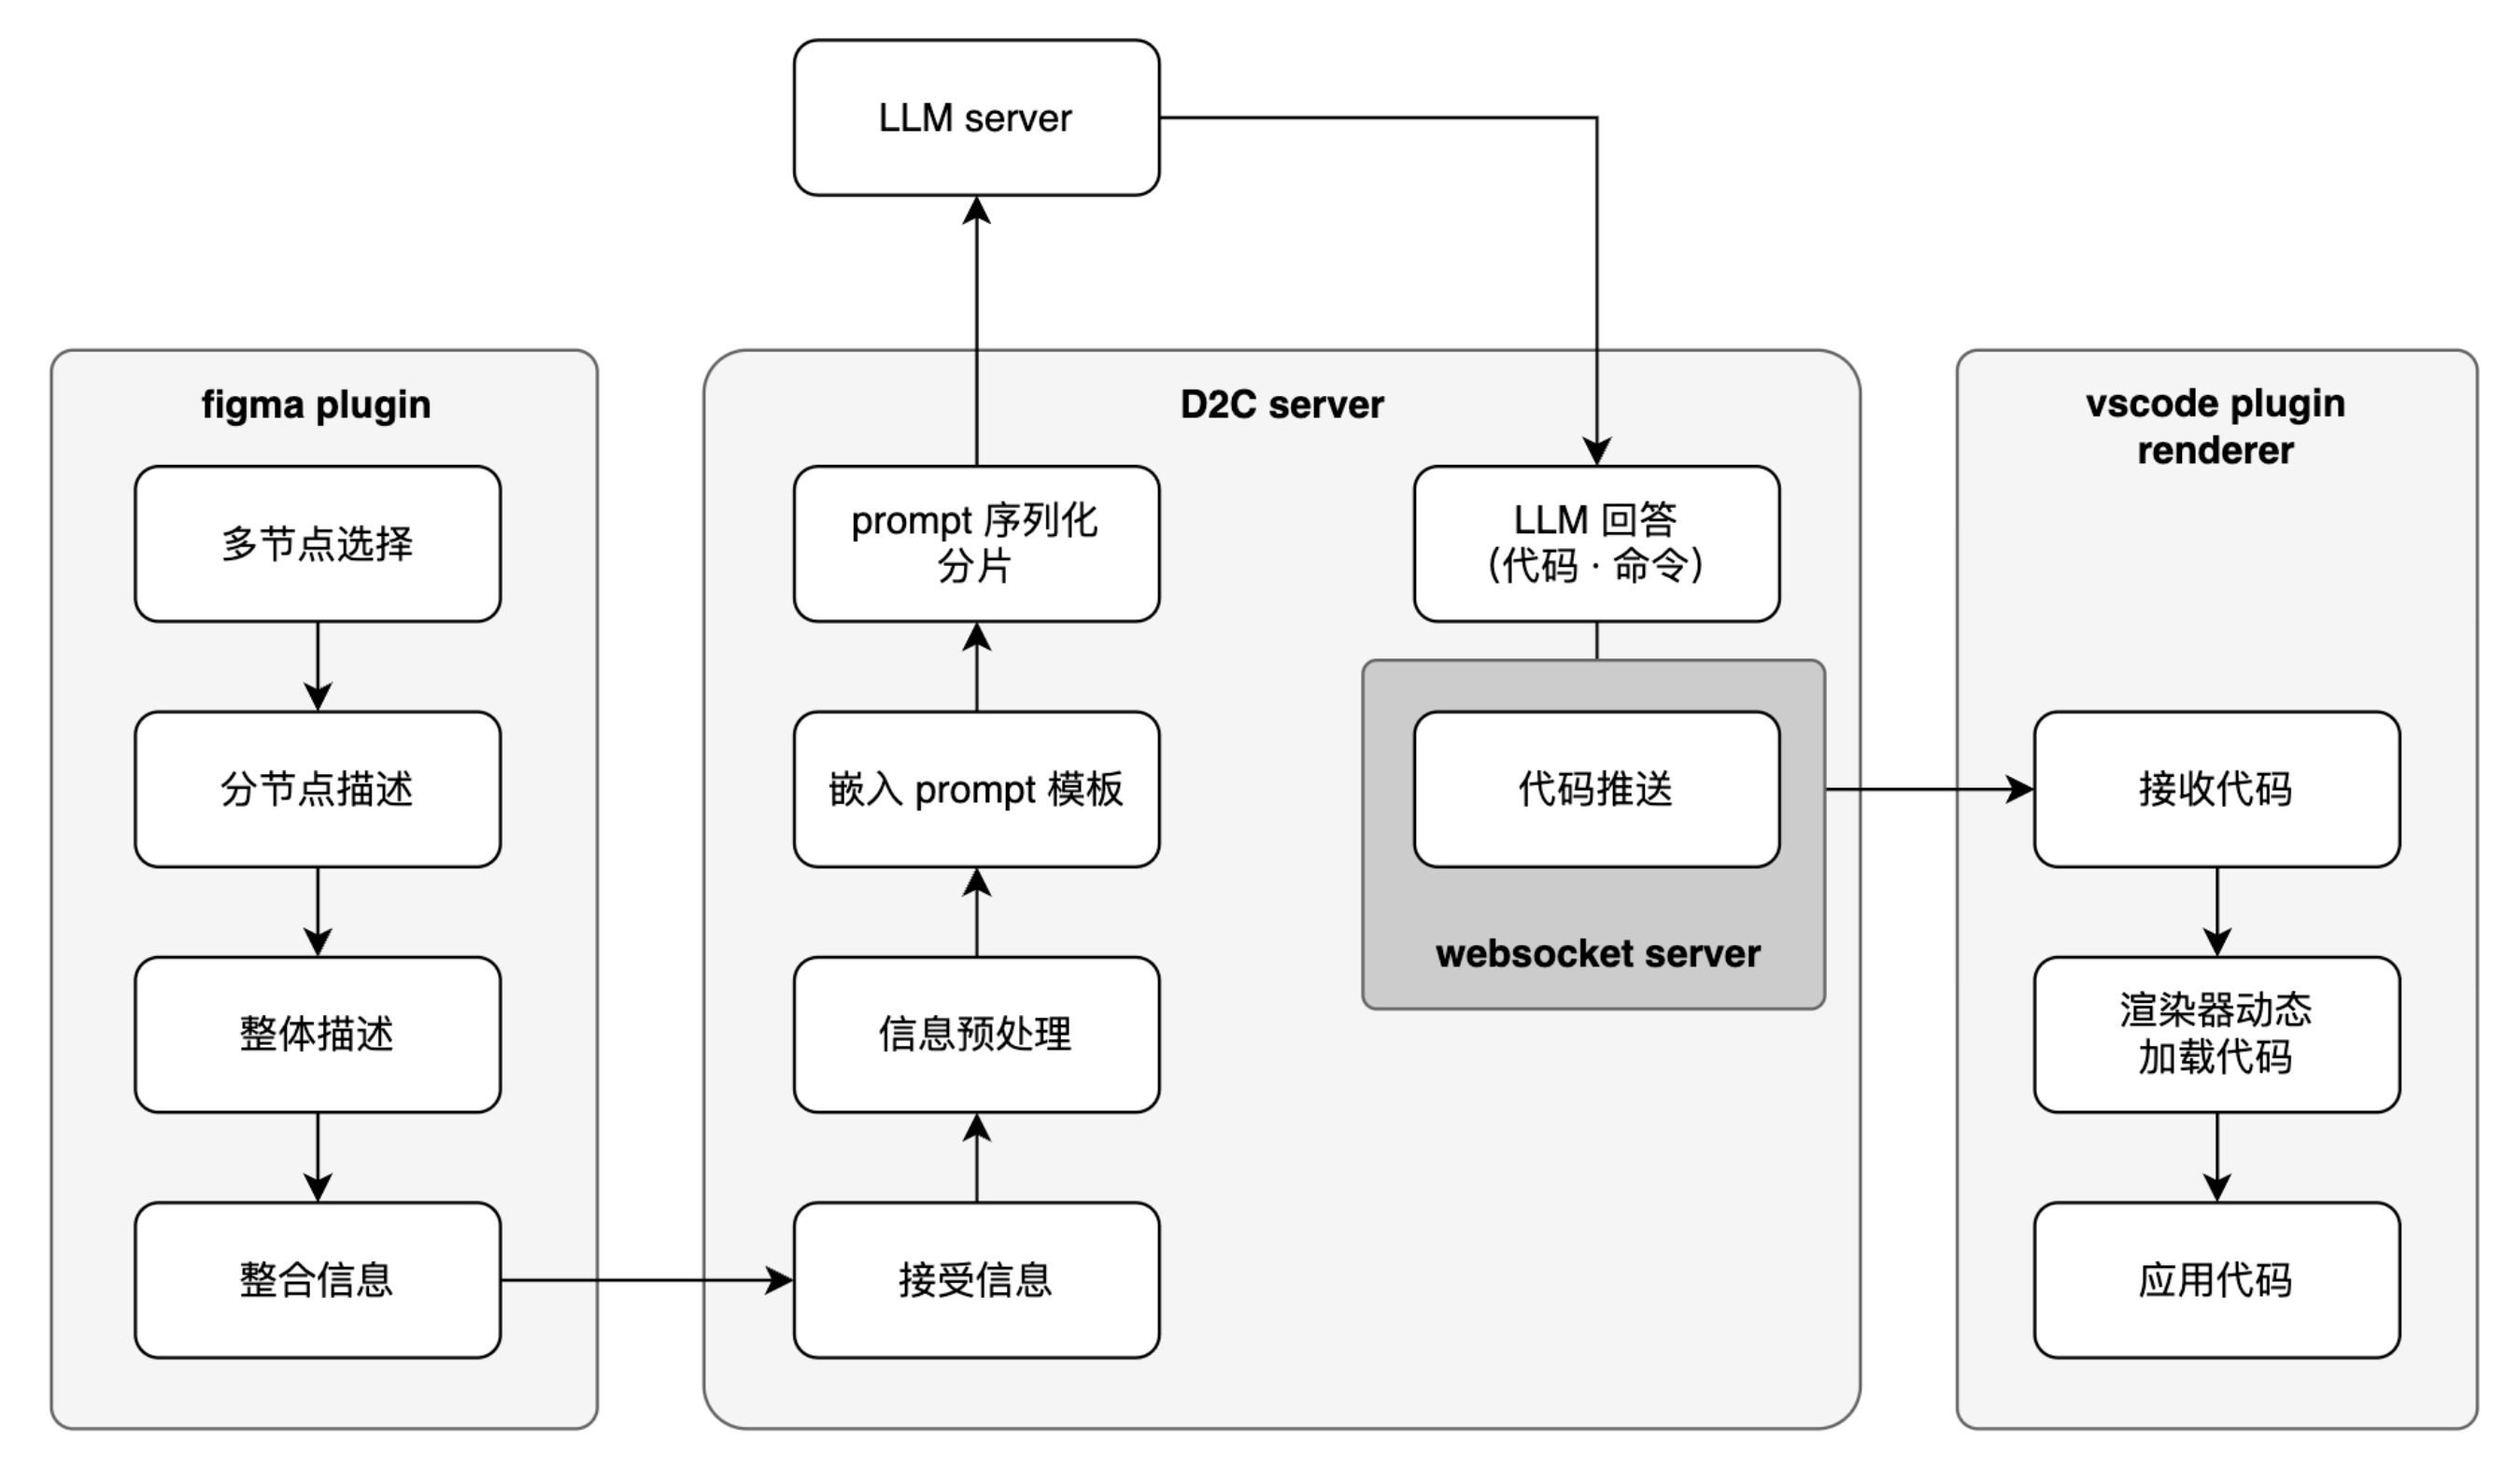 LLM server
figma plugin
多节点选择
分节点描述
整体描述
整合信息
D2C server
prompt 序列化
分片
嵌入 prompt 模板
信息预处理
接受信息
LLM 回答
(代码 · 命令)
代码推送
websocket server
vscode plugin
renderer
接收代码
渲染器动态
加载代码
应用代码